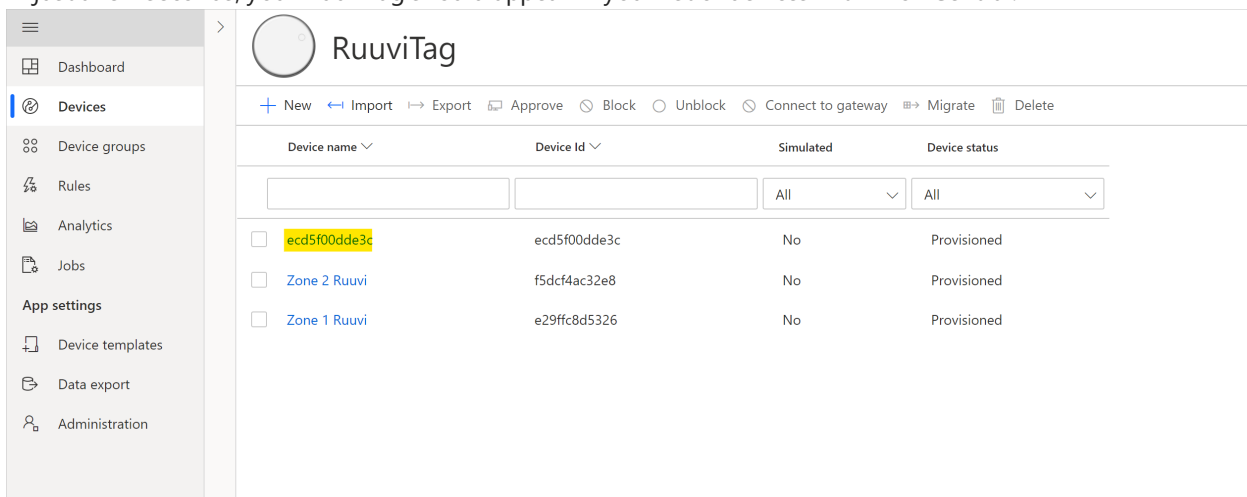 RuuviTag
Dashboard
Devices
Device groups
Rules
Analytics
Jobs
App settings
Device templates
Data export
Administration
New Import Export Approve Block Unblock Connect to gateway Migrate Delete
Device name Device Id Simulated Device status
All All
ecd5f00dde3c ecd5f00dde3c No Provisioned
Zone 2 Ruuvi f5dcf4ac32e8 No Provisioned
Zone 1 Ruuvi e29ffc8d5326 No Provisioned